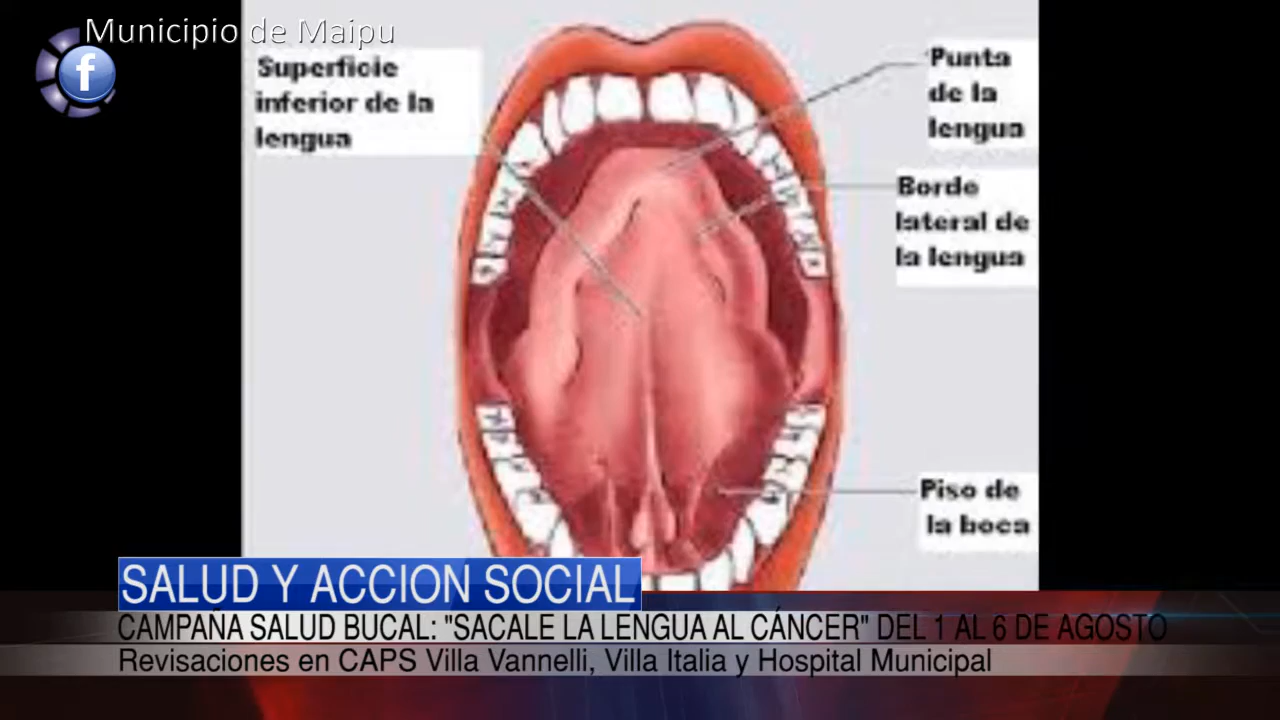 Municipio de Maipu
f
Superficie
inferior de la
lengua
Punta
de la
lengua
Borde
lateral de
la lengua
Piso de
la boca
SALUD Y ACCION SOCIAL
CAMPAÑA SALUD BUCAL: "SACALE LA LENGUA AL CÁNCER" DEL 1 AL 6 DE AGOSTO
Revisaciones en CAPS Villa Vannelli, Villa Italia y Hospital Municipal